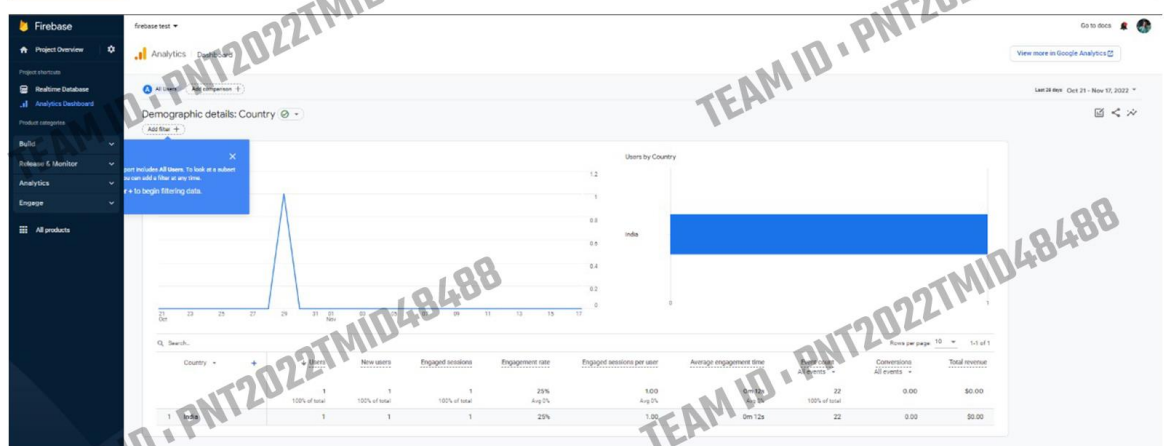 Firebase
firebase test
Go to docs
Project Overview
Analytics
Dashboard
View more in Google Analytics
Project shortcuts
Realtime Database
Analytics Dashboard
Product categories
Build
Release & Monitor
Analytics
Engage
All products
A All Users
Add comparison +
Last 28 days Oct 21 - Nov 17, 2022
Demographic details: Country
Add filter +
port includes All Users. To look at a subset
ou can add a filter at any time.
r + to begin filtering data.
1.2
1
0.8
0.6
0.4
0.2
0
21 23 25 27 29 31 01 03 09 11 13 15 17
Oct Nov
Users by Country
India
0 1
Search...
Rows per page 10 1-1 of 1
Country + Users New users Engaged sessions Engagement rate Engaged sessions per user Average engagement time Event count Conversions Total revenue
All events All events
1 1 1 25% 1.00 0m 12s 22 0.00 $0.00
100% of total 100% of total 100% of total Avg 0% Avg 0% Avg 0% 100% of total
1 India 1 1 1 25% 1.00 0m 12s 22 0.00 $0.00
TEAM ID : PNT2022TMID48488
TEAM ID : PNT2022TMID48488